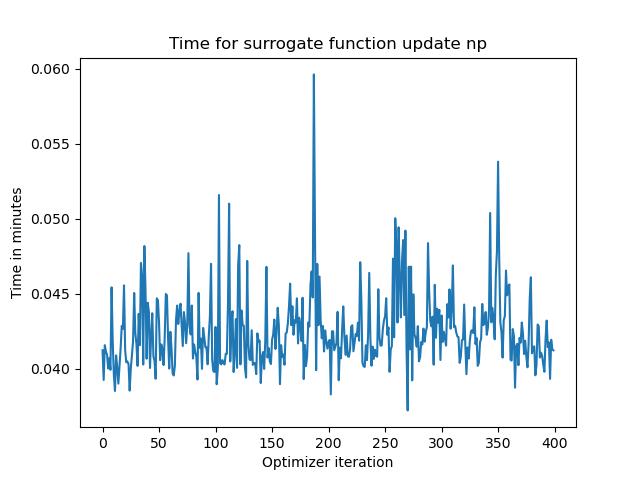 Time for surrogate function update np
0.060
0.055
0.050
0.045
0.040
Time in minutes
0 50 100 150 200 250 300 350 400
Optimizer iteration